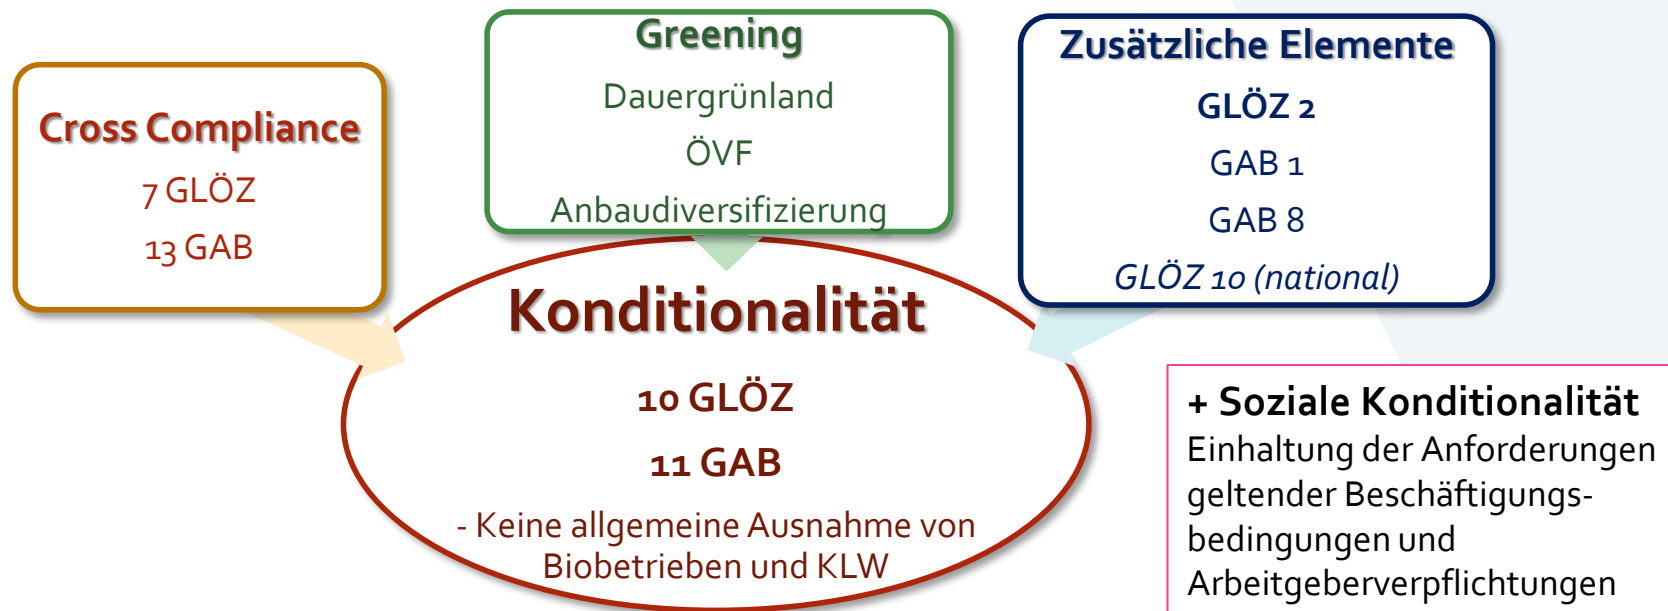 Cross Compliance
7 GLÖZ
13 GAB
Greening
Dauergrünland
ÖVF
Anbaudiversifizierung
Zusätzliche Elemente
GLÖZ 2
GAB 1
GAB 8
GLÖZ 10 (national)
Konditionalität
10 GLÖZ
11 GAB
- Keine allgemeine Ausnahme von
Biobetrieben und KLW
+ Soziale Konditionalität
Einhaltung der Anforderungen
geltender Beschäftigungs-
bedingungen und
Arbeitgeberverpflichtungen